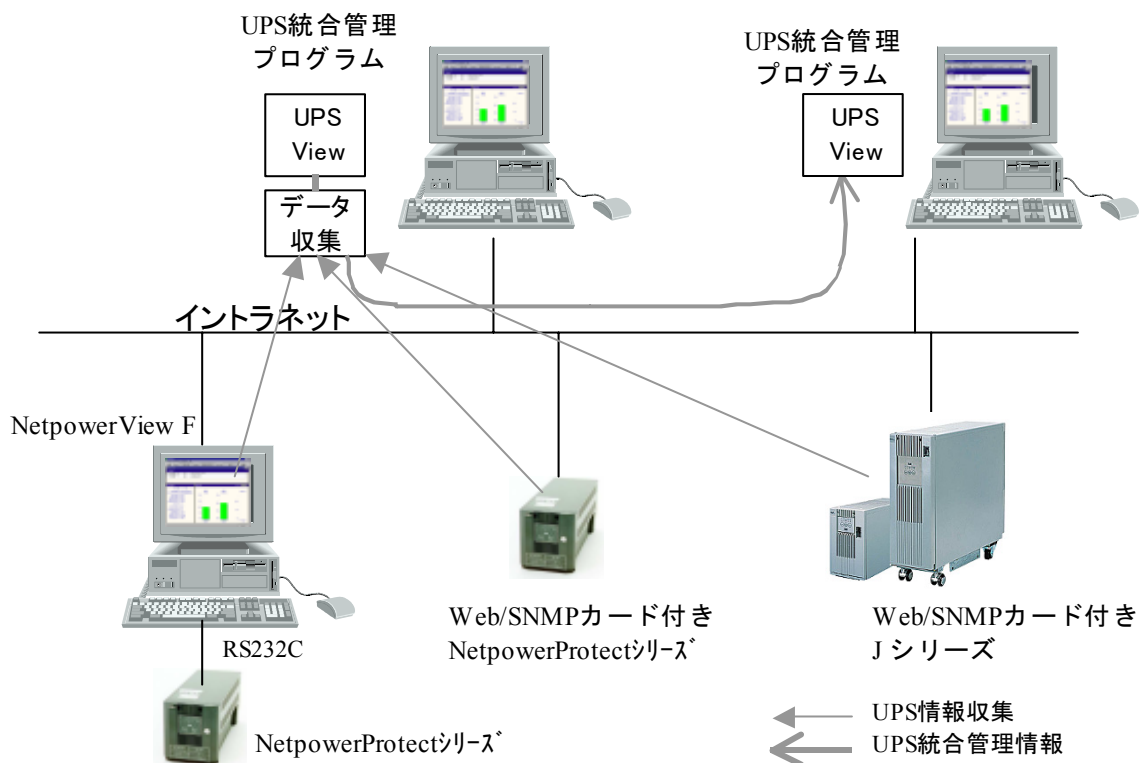 UPS統合管理
プログラム
UPS
View
データ
収集
UPS統合管理
プログラム
UPS
View
イントラネット
NetpowerView F
RS232C
NetpowerProtectｼﾘｰｽﾞ
Web/SNMPカード付き
NetpowerProtectｼﾘｰｽﾞ
Web/SNMPカード付き
J シリーズ
UPS情報収集
UPS統合管理情報